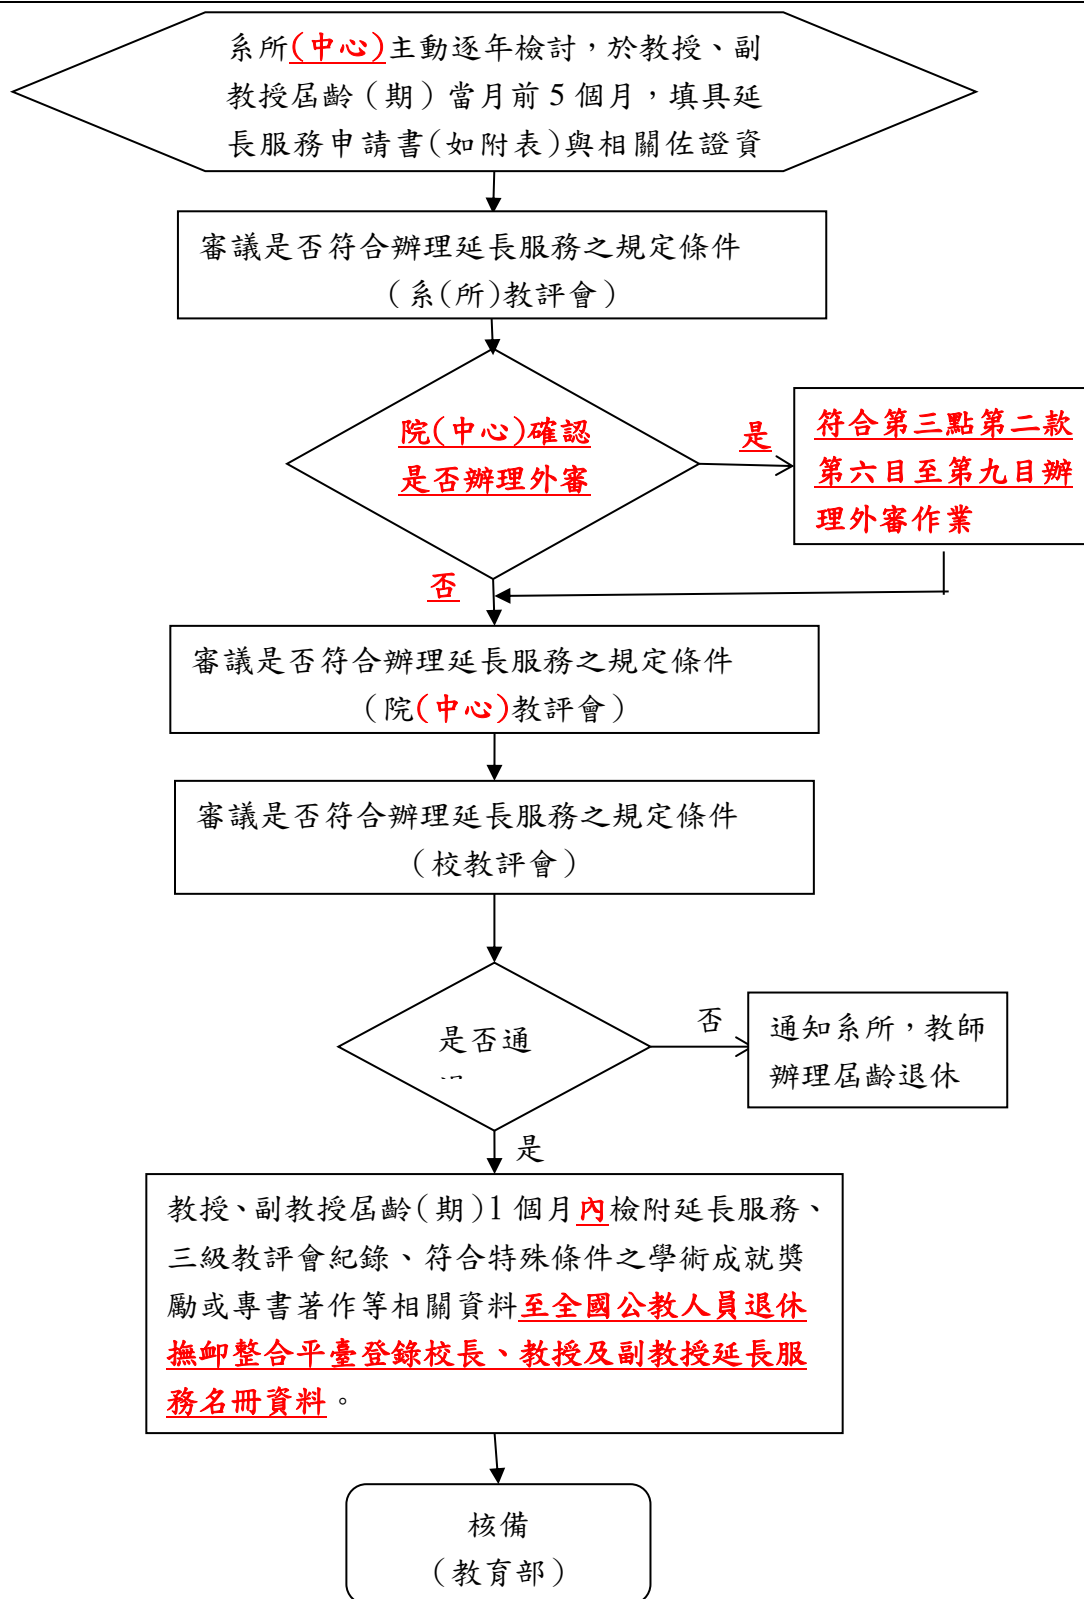 系所(中心)主動逐年檢討，於教授、副
教授屆齡（期）當月前 5 個月，填具延
長服務申請書(如附表)與相關佐證資
審議是否符合辦理延長服務之規定條件
（系(所)教評會）
院(中心)確認
是否辦理外審
是
符合第三點第二款
第六目至第九目辦
理外審作業
否
審議是否符合辦理延長服務之規定條件
（院(中心)教評會）
審議是否符合辦理延長服務之規定條件
（校教評會）
是否通
否
通知系所，教師
辦理屆齡退休
是
教授、副教授屆齡(期)1 個月內檢附延長服務、
三級教評會紀錄、符合特殊條件之學術成就獎
勵或專書著作等相關資料至全國公教人員退休
撫卹整合平臺登錄校長、教授及副教授延長服
務名冊資料。
核備
（教育部）